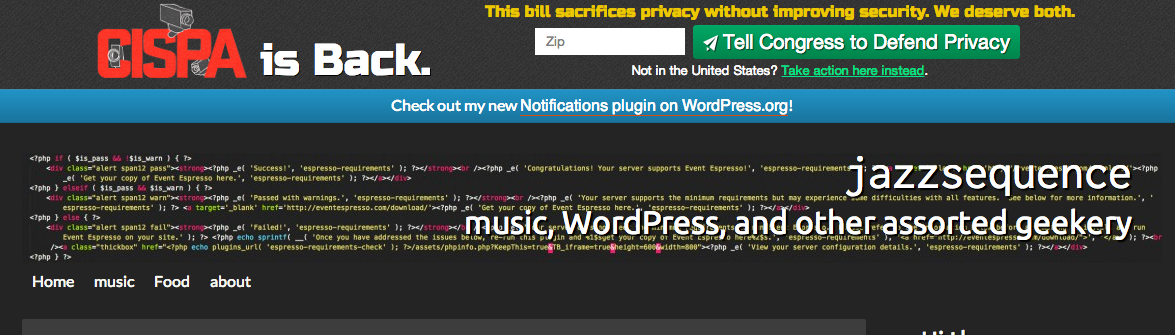 This bill sacrifices privacy without improving security. We deserve both.
CISPA is Back.
Zip
Tell Congress to Defend Privacy
Not in the United States? Take action here instead.
Check out my new Notifications plugin on WordPress.org!
<?php if ( $is_pass && !$is_warn ) { ?>
<div class="alert span12 pass"><strong><?php _e( 'Success!', 'espresso-requirements' ); ?></strong><br /><?php _e( 'Congratulations! Your server supports Event Espresso!', 'espresso-requirements'
_e( 'Get your copy of Event Espresso here.', 'espresso-requirements' ); ?></a></div>
<?php } elseif ( $is_pass && $is_warn ) { ?>
<div class="alert span12 warn"><strong><?php _e( 'Passed with warnings.', 'espresso-requirements' ); ?></strong><br /><?php _e( 'Your server supports the minimum requirements but may experience some difficulties with all features. See below for more information.', '
espresso-requirements' ); ?> <a target='_blank' href='http://eventespresso.com/download/'><?php _e( 'Get your copy of Event Espresso here.', 'espresso-requirements' ); ?></a></div>
<?php } else { ?>
<div class="alert span12 fail"><strong><?php _e( 'Failed!', 'espresso-requirements' ); ?></strong>
Event Espresso on your site.' ); ?> <?php echo sprintf( __( 'Once you have addressed the issues below, re-run this plugin and %1$sget your copy of Event Espresso here%2$s.', 'espresso-requirements'
/><a class="thickbox" href="<?php echo plugins_url( 'espresso-requirements-check' ); ?>/assets/phpinfo.php?KeepThis=true&TB_iframe=true&height=600&width=800"><?php _e( 'View your server configuration details.', 'espresso-requirements' ); ?></a></div>
<?php
jazzsequence
music, WordPress, and other assorted geekery
Home music Food about